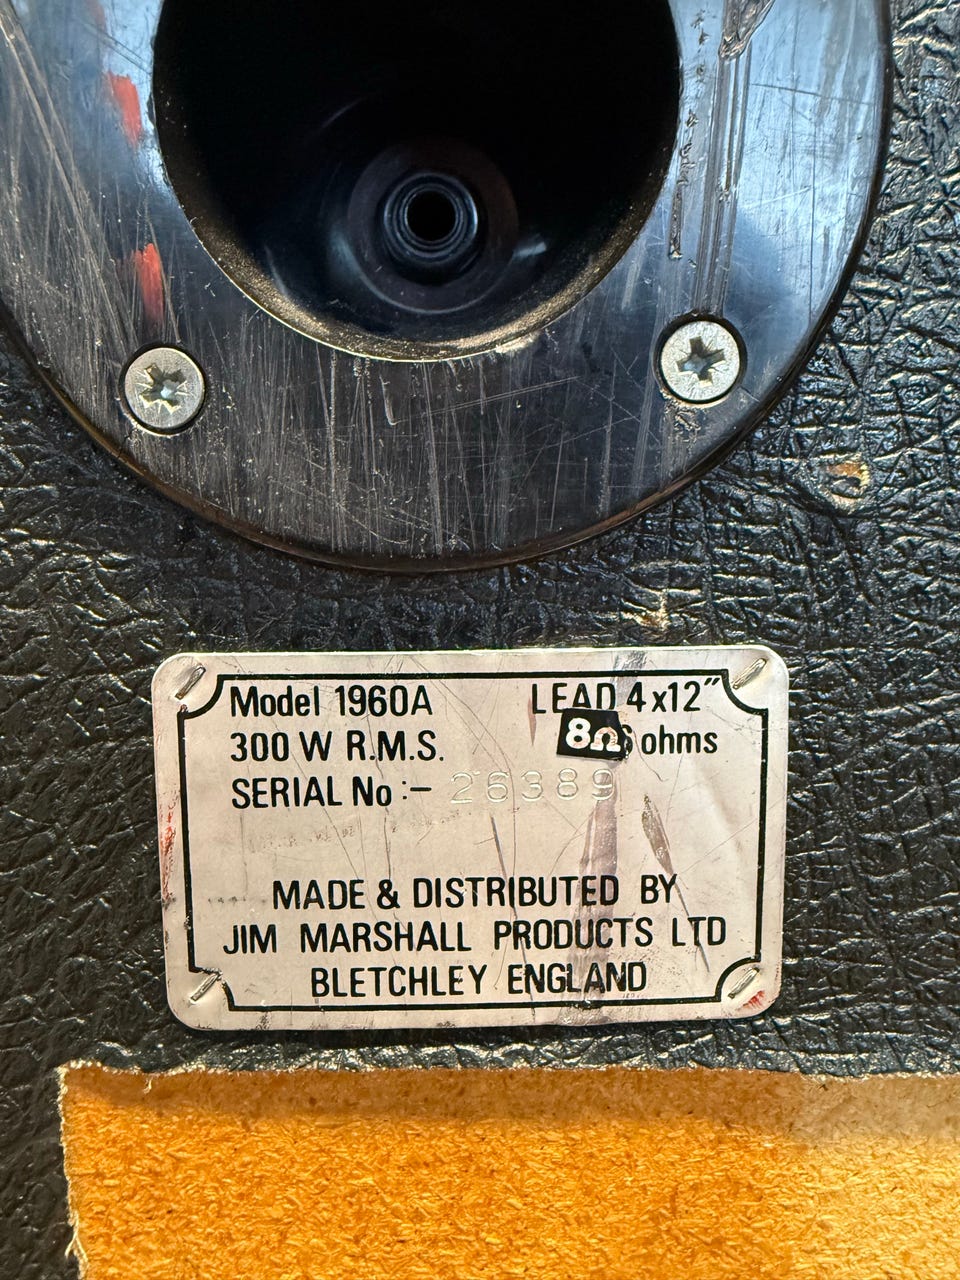 Model 1960A LEAD 4x12"
300 W R.M.S. 8Ω ohms
SERIAL No :- 26389
MADE & DISTRIBUTED BY
JIM MARSHALL PRODUCTS LTD
BLETCHLEY ENGLAND